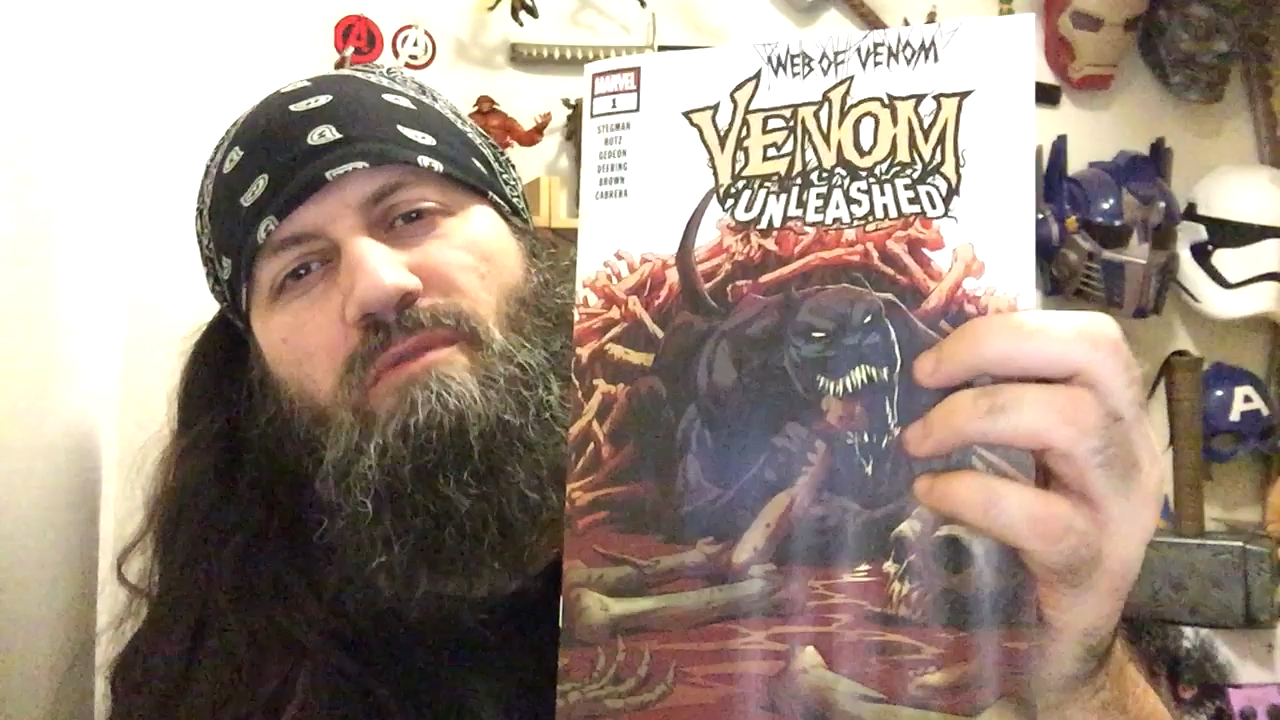 WEB OF VENOM
MARVEL
1
VENOM
UNLEASHED
STEGMAN
HOTZ
GEDEON
DEERING
BROWN
CABRERA
A
A
A